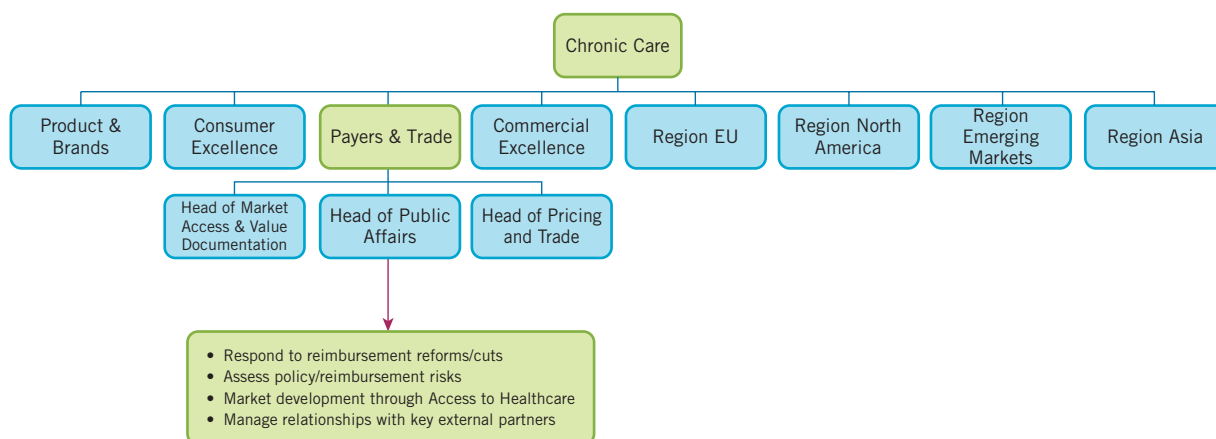 Chronic Care
Product &
Brands
Consumer
Excellence
Payers & Trade
Commercial
Excellence
Region EU
Region North
America
Region
Emerging
Markets
Region Asia
Head of Market
Access & Value
Documentation
Head of Public
Affairs
Head of Pricing
and Trade
• Respond to reimbursement reforms/cuts
• Assess policy/reimbursement risks
• Market development through Access to Healthcare
• Manage relationships with key external partners